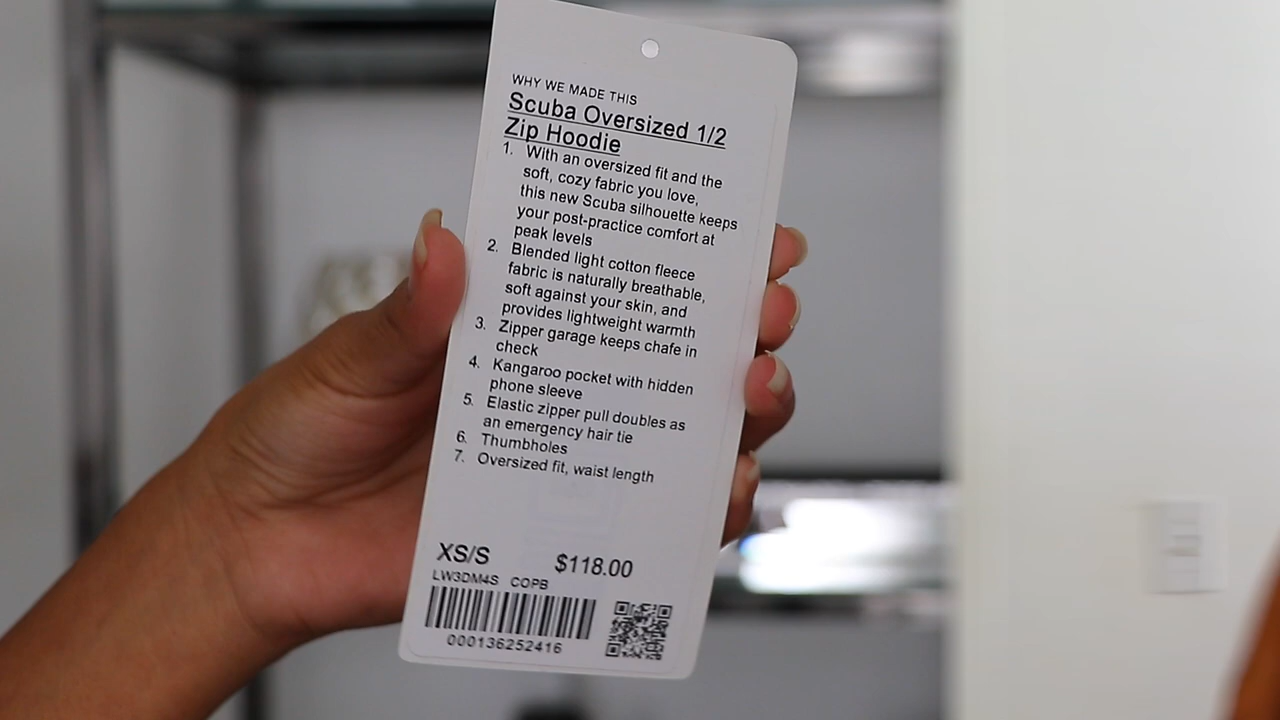 WHY WE MADE THIS
Scuba Oversized 1/2
Zip Hoodie
1. With an oversized fit and the
soft, cozy fabric you love,
this new Scuba silhouette keeps
your post-practice comfort at
peak levels
2. Blended light cotton fleece
fabric is naturally breathable,
soft against your skin, and
provides lightweight warmth
3. Zipper garage keeps chafe in
check
4. Kangaroo pocket with hidden
phone sleeve
5. Elastic zipper pull doubles as
an emergency hair tie
6. Thumbholes
7. Oversized fit, waist length
XS/S $118.00
LW3DM4S COPB
000136252416